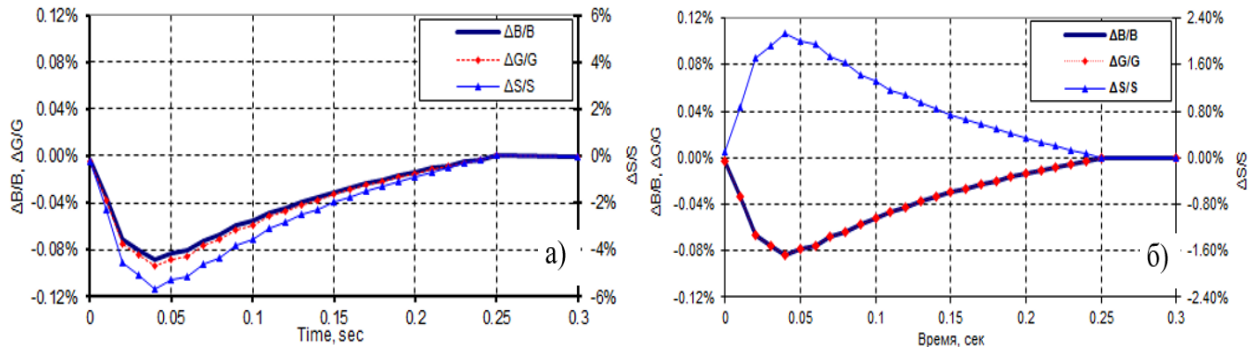 0.12%
0.08%
0.04%
0.00%
-0.04%
-0.08%
-0.12%
ΔB/B, ΔG/G
6%
4%
2%
0%
-2%
-4%
-6%
ΔS/S
ΔB/B
ΔG/G
ΔS/S
а)
0 0.05 0.1 0.15 0.2 0.25 0.3
Time, sec
0.12%
0.08%
0.04%
0.00%
-0.04%
-0.08%
-0.12%
ΔB/B, ΔG/G
2.40%
1.60%
0.80%
0.00%
-0.80%
-1.60%
-2.40%
ΔS/S
ΔB/B
ΔG/G
ΔS/S
б)
0 0.05 0.1 0.15 0.2 0.25 0.3
Время, сек